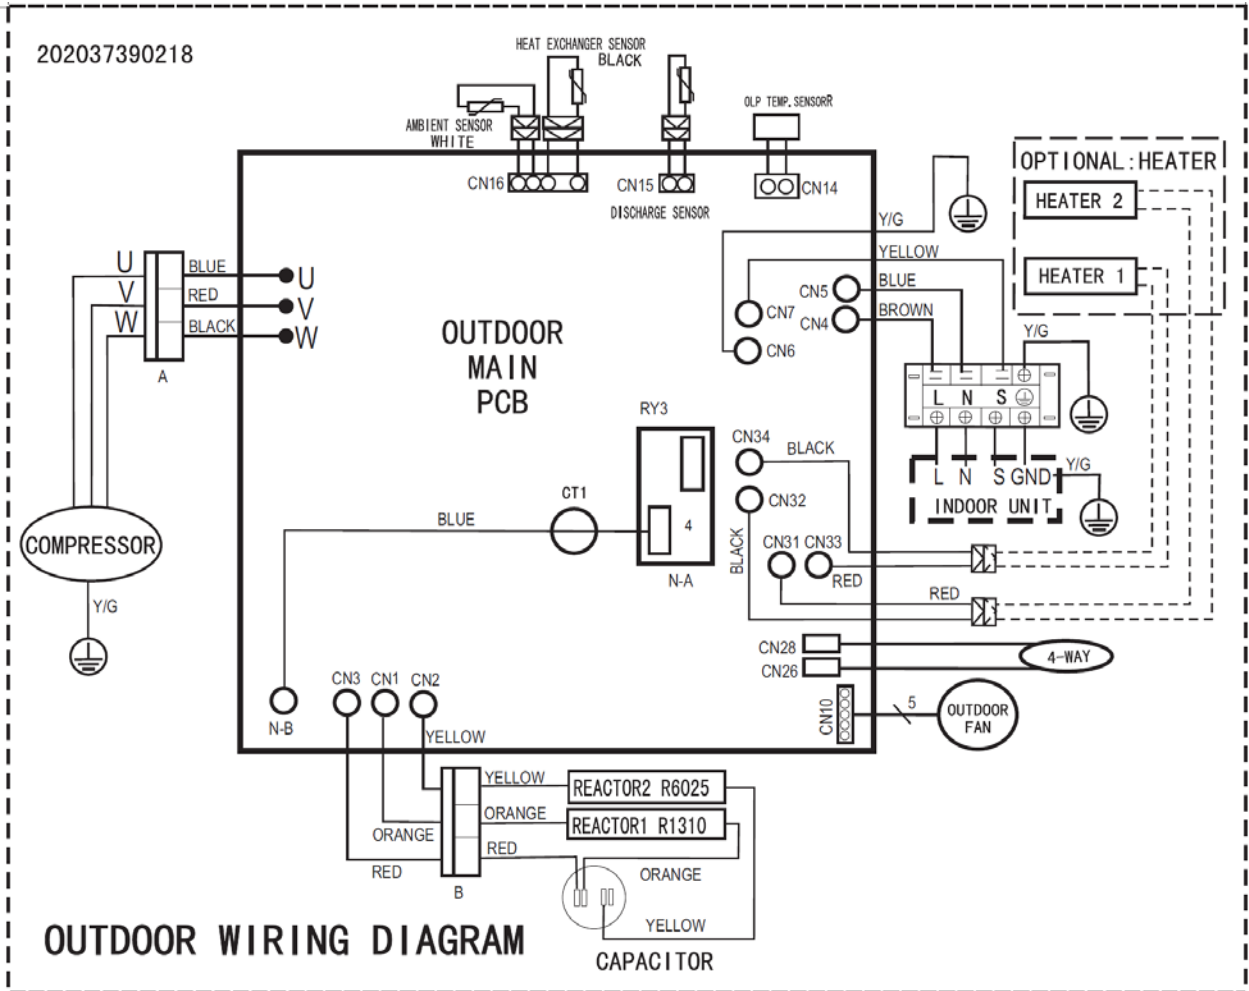 202037390218
HEAT EXCHANGER SENSOR
BLACK
AMBIENT SENSOR
WHITE
OLP TEMP.SENSORR
CN16
CN15
CN14
DISCHARGE SENSOR
OPTIONAL:HEATER
HEATER 2
HEATER 1
Y/G
YELLOW
BLUE
BROWN
CN5
CN7
CN4
CN6
Y/G
U
V
W
BLUE
RED
BLACK
U
V
W
A
OUTDOOR
MAIN
PCB
L N S
L N S GND
Y/G
INDOOR UNIT
RY3
4
N-A
CT1
BLUE
CN34
BLACK
CN32
BLACK
CN31
CN33
RED
RED
COMPRESSOR
Y/G
CN28
CN26
4-WAY
CN10
5
OUTDOOR
FAN
N-B
CN3
CN1
CN2
YELLOW
YELLOW
REACTOR2 R6025
ORANGE
REACTOR1 R1310
ORANGE
RED
RED
B
ORANGE
YELLOW
CAPACITOR
OUTDOOR WIRING DIAGRAM